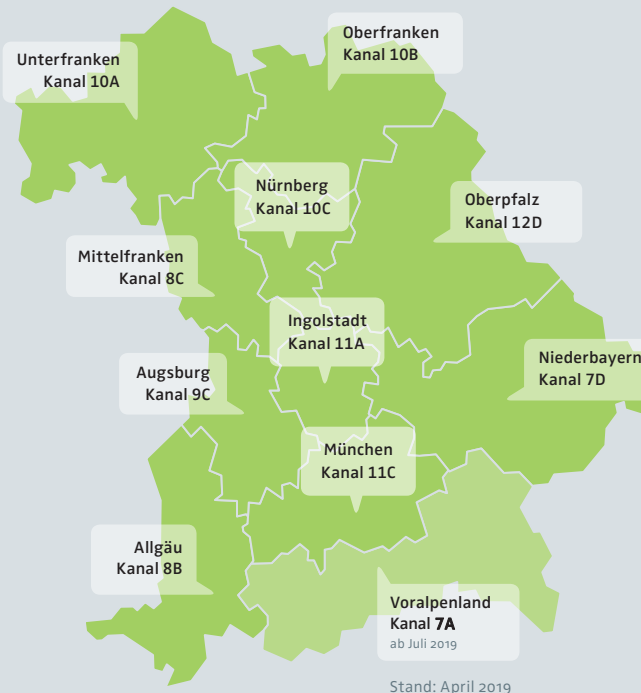 Oberfranken
Kanal 10B
Unterfranken
Kanal 10A
Nürnberg
Kanal 10C
Oberpfalz
Kanal 12D
Mittelfranken
Kanal 8C
Ingolstadt
Kanal 11A
Niederbayern
Kanal 7D
Augsburg
Kanal 9C
München
Kanal 11C
Allgäu
Kanal 8B
Voralpenland
Kanal 7A
ab Juli 2019
Stand: April 2019